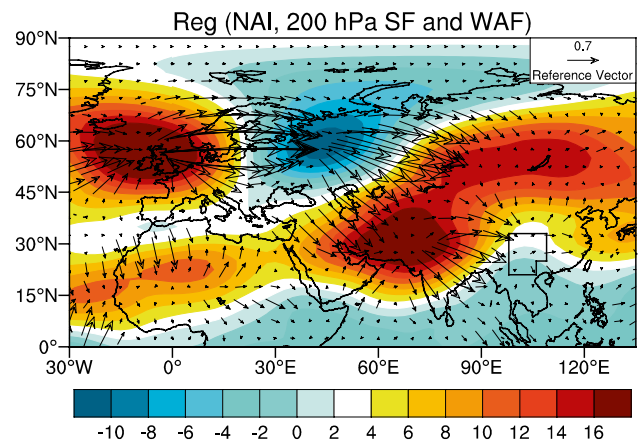 Reg (NAI, 200 hPa SF and WAF)
90°N
0.7
Reference Vector
75°N
60°N
45°N
30°N
15°N
0°
30°W 0° 30°E 60°E 90°E 120°E
-10 -8 -6 -4 -2 0 2 4 6 8 10 12 14 16